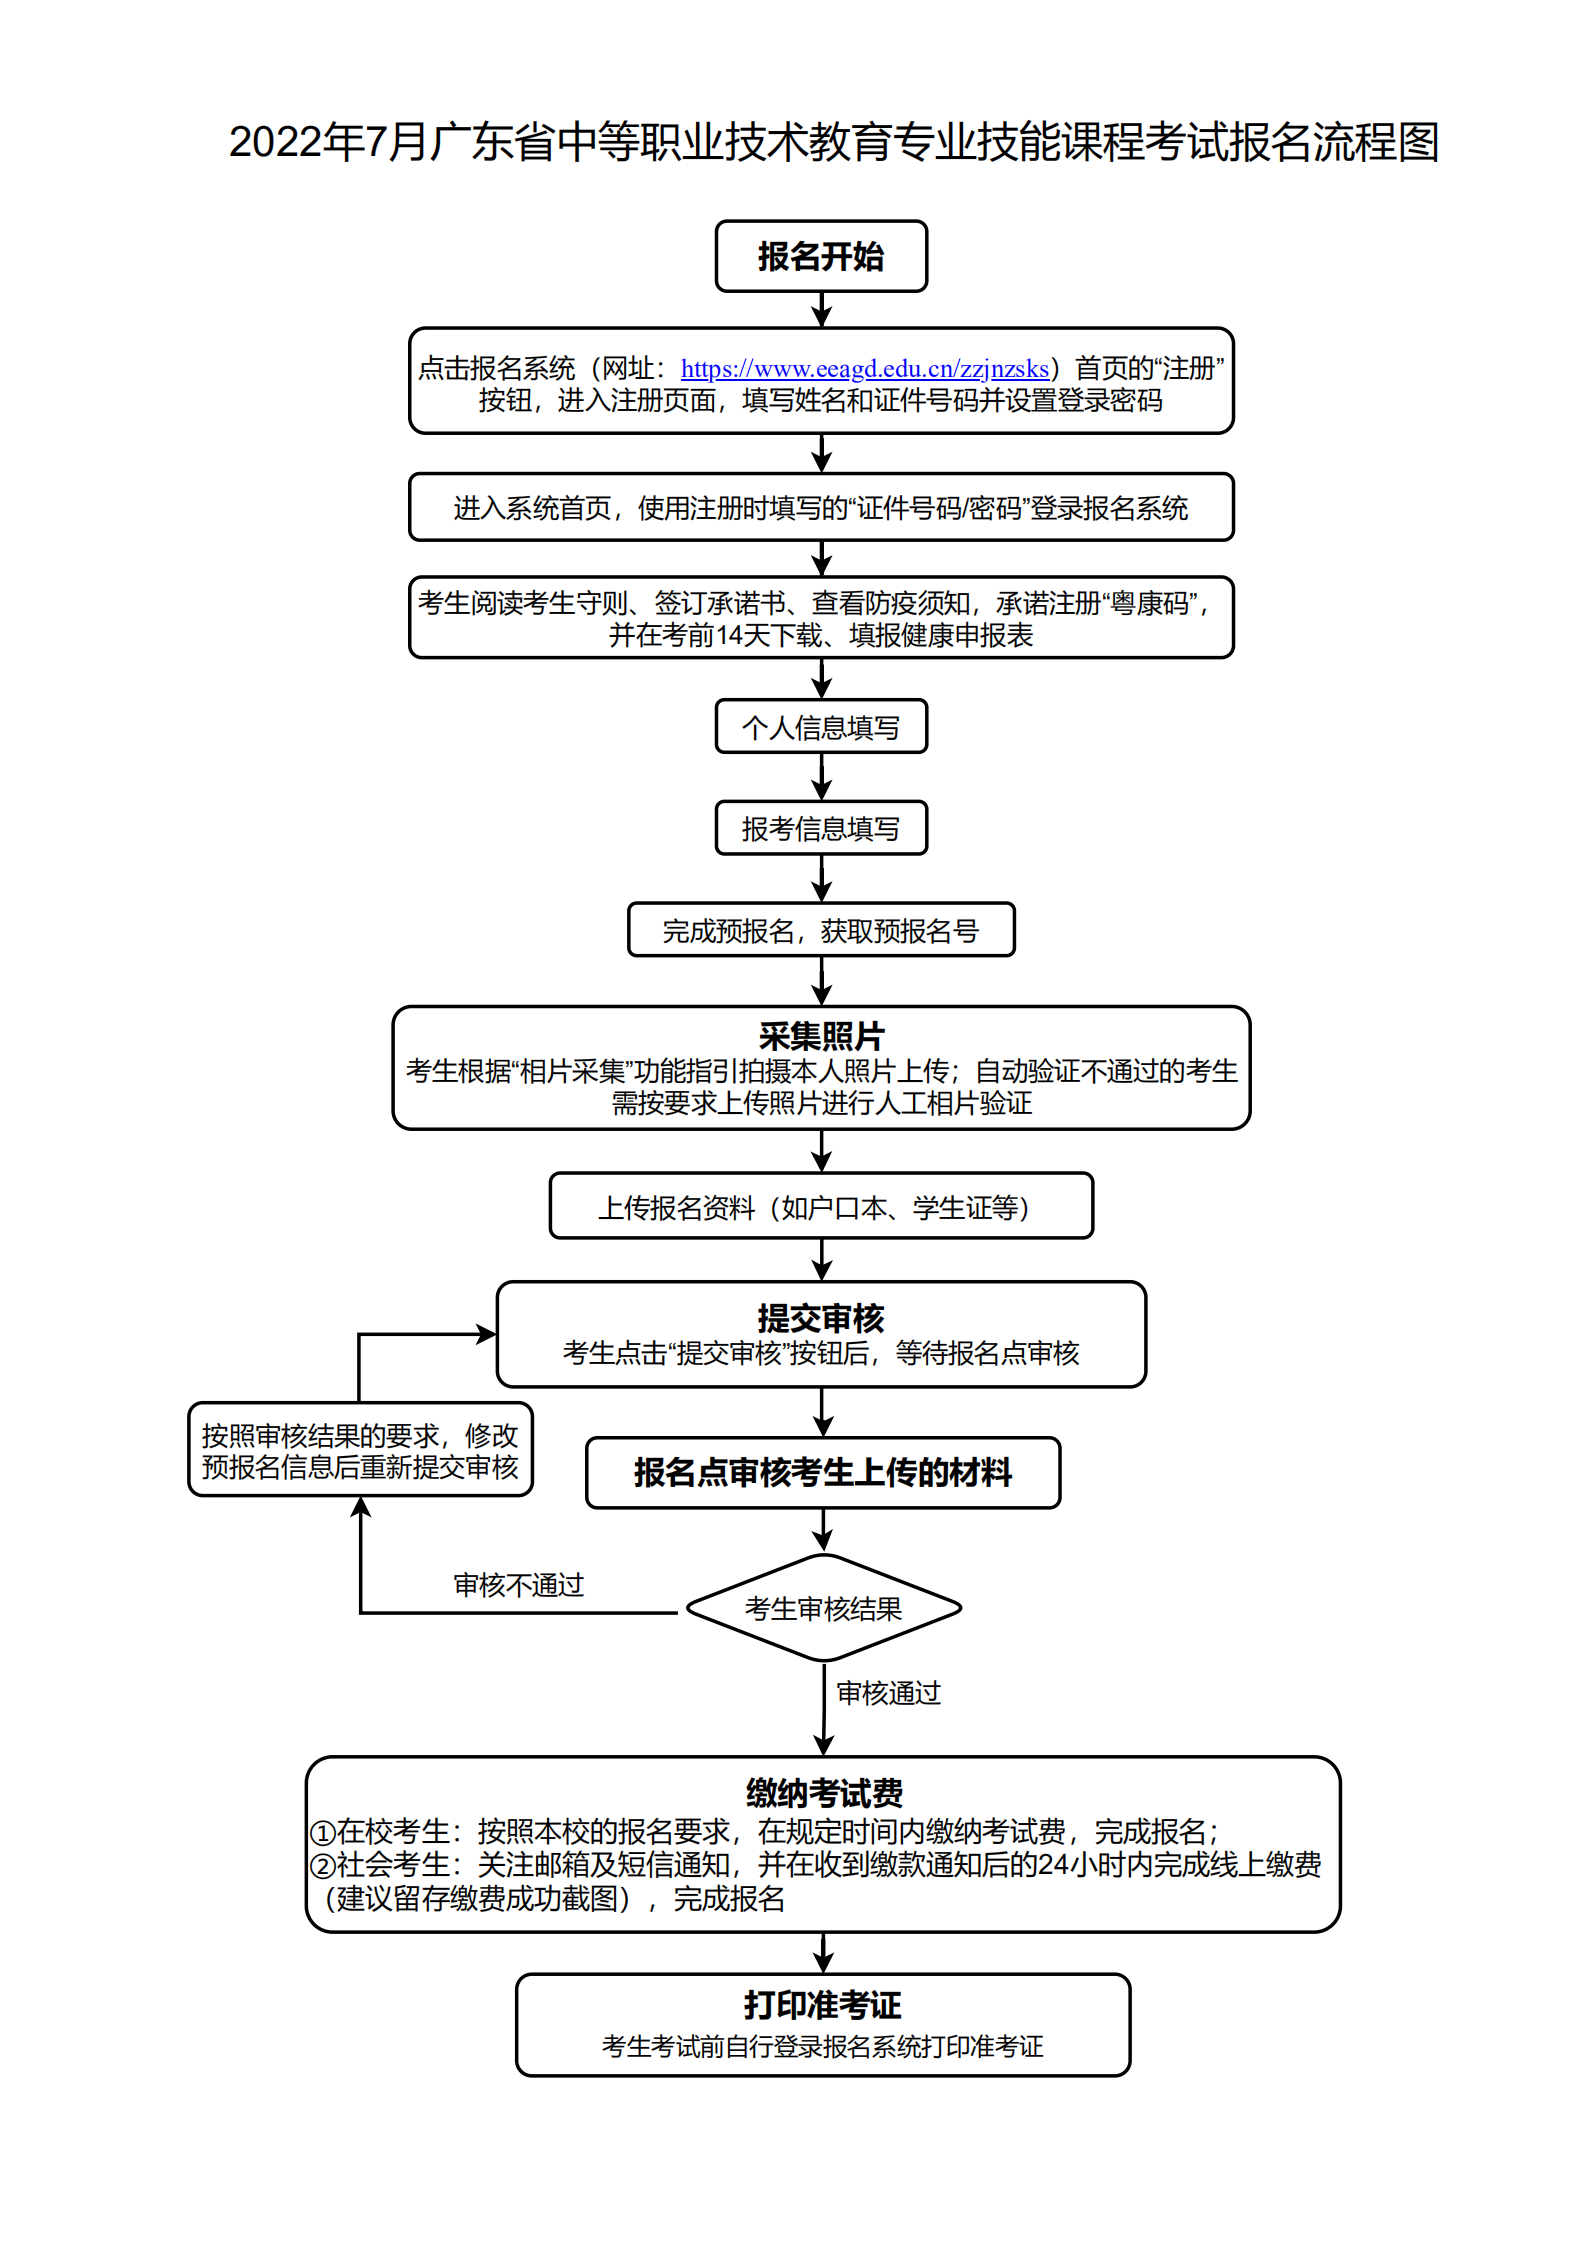 2022年7月广东省中等职业技术教育专业技能课程考试报名流程图
报名开始
点击报名系统（网址：https://www.eeagd.edu.cn/zzjnzsks）首页的“注册”
按钮，进入注册页面，填写姓名和证件号码并设置登录密码
进入系统首页，使用注册时填写的“证件号码/密码”登录报名系统
考生阅读考生守则、签订承诺书、查看防疫须知，承诺注册“粤康码”，
并在考前14天下载、填报健康申报表
个人信息填写
报考信息填写
完成预报名，获取预报名号
采集照片
考生根据“相片采集”功能指引拍摄本人照片上传；自动验证不通过的考生
需按要求上传照片进行人工相片验证
上传报名资料（如户口本、学生证等）
提交审核
考生点击“提交审核”按钮后，等待报名点审核
按照审核结果的要求，修改
预报名信息后重新提交审核
报名点审核考生上传的材料
审核不通过
考生审核结果
审核通过
缴纳考试费
①在校考生：按照本校的报名要求，在规定时间内缴纳考试费，完成报名；
②社会考生：关注邮箱及短信通知，并在收到缴款通知后的24小时内完成线上缴费
（建议留存缴费成功截图），完成报名
打印准考证
考生考试前自行登录报名系统打印准考证